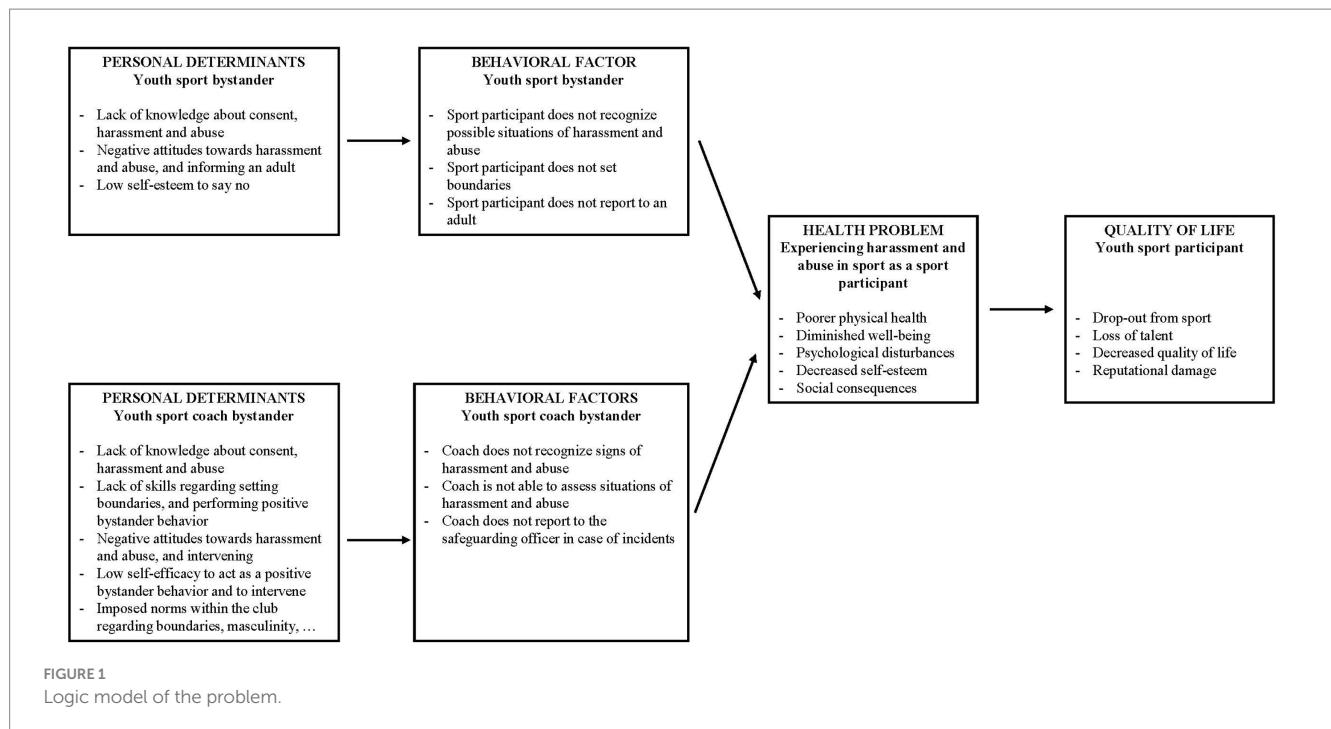 PERSONAL DETERMINANTS
Youth sport bystander
- Lack of knowledge about consent,
harassment and abuse
- Negative attitudes towards harassment
and abuse, and informing an adult
- Low self-esteem to say no
BEHAVIORAL FACTOR
Youth sport bystander
- Sport participant does not recognize
possible situations of harassment and
abuse
- Sport participant does not set
boundaries
- Sport participant does not report to an
adult
HEALTH PROBLEM
Experiencing harassment and
abuse in sport as a sport
participant
- Poorer physical health
- Diminished well-being
- Psychological disturbances
- Decreased self-esteem
- Social consequences
QUALITY OF LIFE
Youth sport participant
- Drop-out from sport
- Loss of talent
- Decreased quality of life
- Reputational damage
PERSONAL DETERMINANTS
Youth sport coach bystander
- Lack of knowledge about consent,
harassment and abuse
- Lack of skills regarding setting
boundaries, and performing positive
bystander behavior
- Negative attitudes towards harassment
and abuse, and intervening
- Low self-efficacy to act as a positive
bystander behavior and to intervene
- Imposed norms within the club
regarding boundaries, masculinity, …
BEHAVIORAL FACTORS
Youth sport coach bystander
- Coach does not recognize signs of
harassment and abuse
- Coach is not able to assess situations of
harassment and abuse
- Coach does not report to the
safeguarding officer in case of incidents
FIGURE 1
Logic model of the problem.